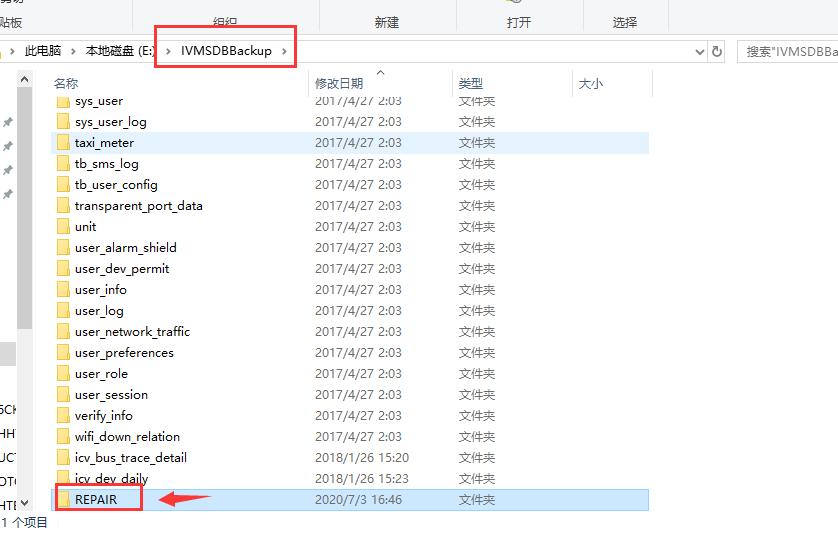 组织
新建
打开
选择
此电脑 > 本地磁盘 (E:) > IVMSDBBackup >
搜索"IVMSDBBa
名称 修改日期 类型 大小
sys_user 2017/4/27 2:03 文件夹
sys_user_log 2017/4/27 2:03 文件夹
taxi_meter 2017/4/27 2:03 文件夹
tb_sms_log 2017/4/27 2:03 文件夹
tb_user_config 2017/4/27 2:03 文件夹
transparent_port_data 2017/4/27 2:03 文件夹
unit 2017/4/27 2:03 文件夹
user_alarm_shield 2017/4/27 2:03 文件夹
user_dev_permit 2017/4/27 2:03 文件夹
user_info 2017/4/27 2:03 文件夹
user_log 2017/4/27 2:03 文件夹
user_network_traffic 2017/4/27 2:03 文件夹
user_preferences 2017/4/27 2:03 文件夹
user_role 2017/4/27 2:03 文件夹
user_session 2017/4/27 2:03 文件夹
verify_info 2017/4/27 2:03 文件夹
wifi_down_relation 2017/4/27 2:03 文件夹
icv_bus_trace_detail 2018/1/26 15:20 文件夹
icv_dev_daily 2018/1/26 15:23 文件夹
REPAIR 2020/7/3 16:46 文件夹
1 个项目